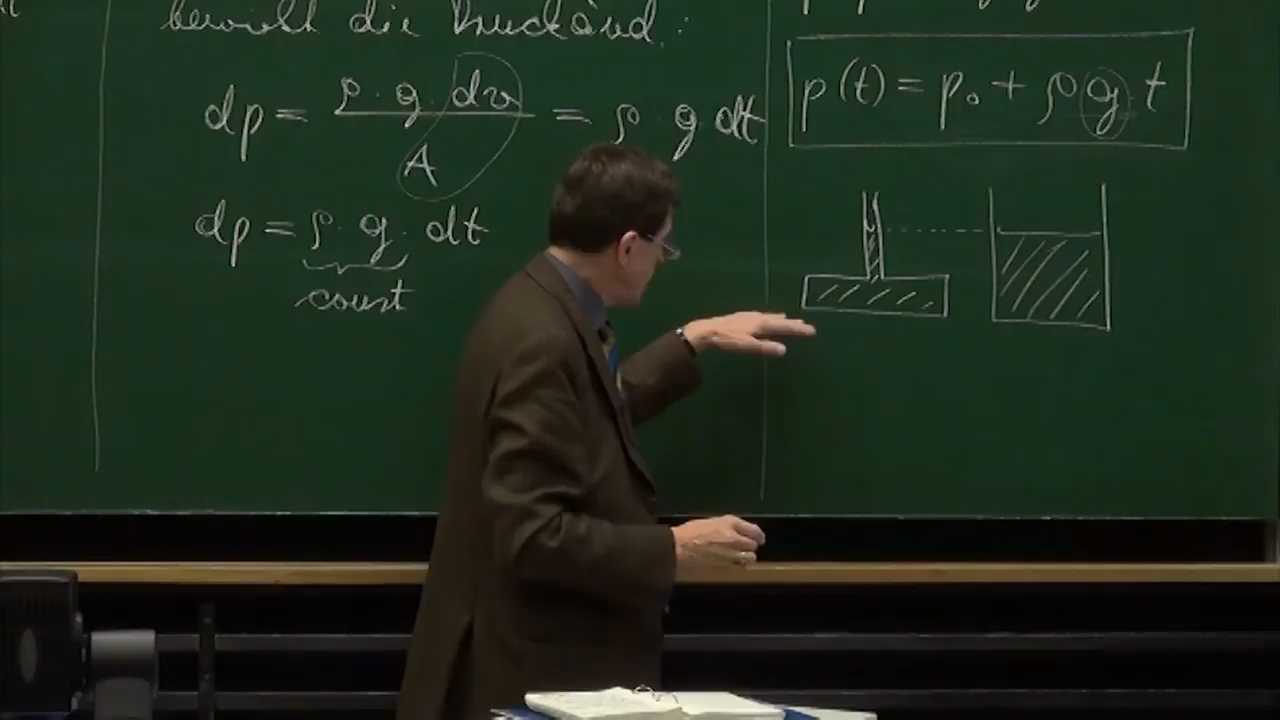 bewirkt die Druckänd.:
dp = ρ · g · dv / A = ρ · g dt
dp = ρ · g · dt
const
p(t) = p₀ + ρ g t